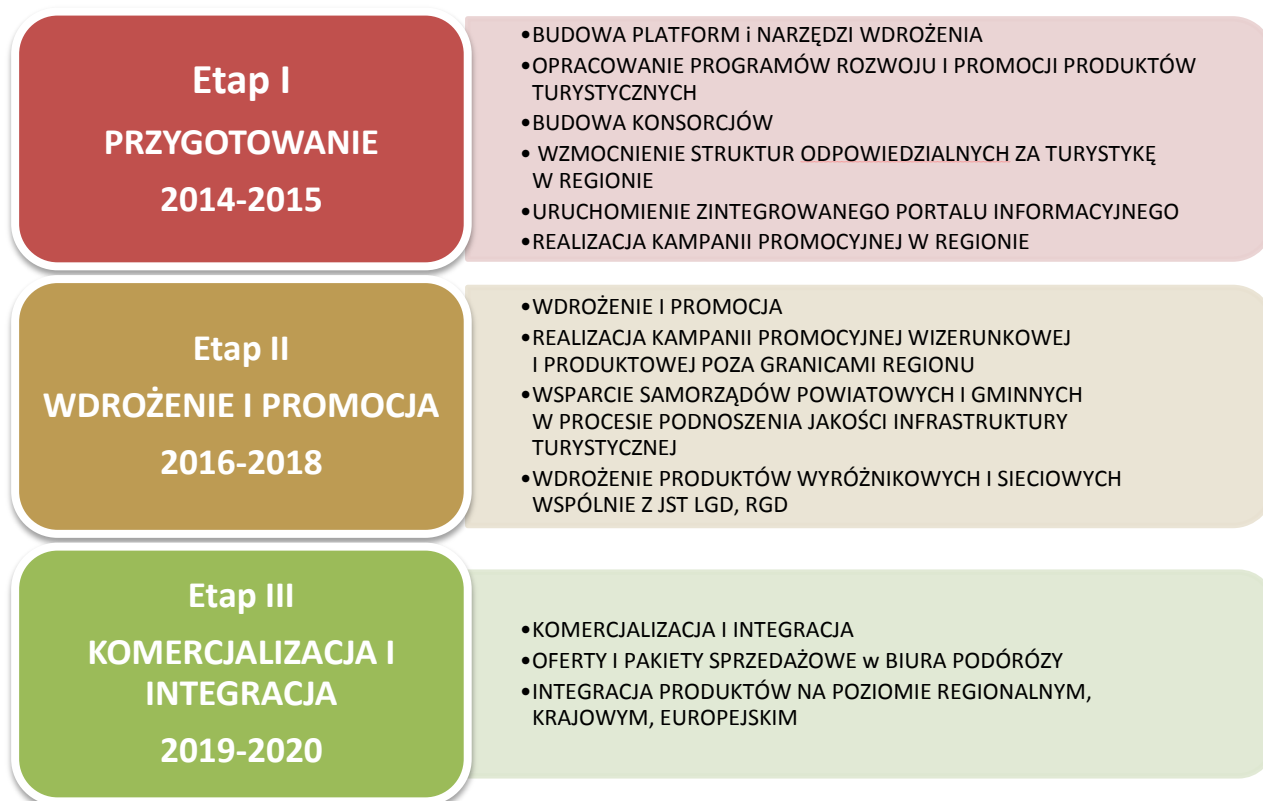 Etap I
PRZYGOTOWANIE
2014-2015
•BUDOWA PLATFORM i NARZĘDZI WDROŻENIA
•OPRACOWANIE PROGRAMÓW ROZWOJU I PROMOCJI PRODUKTÓW
TURYSTYCZNYCH
•BUDOWA KONSORCJÓW
• WZMOCNIENIE STRUKTUR ODPOWIEDZIALNYCH ZA TURYSTYKĘ
W REGIONIE
•URUCHOMIENIE ZINTEGROWANEGO PORTALU INFORMACYJNEGO
•REALIZACJA KAMPANII PROMOCYJNEJ W REGIONIE
Etap II
WDROŻENIE I PROMOCJA
2016-2018
•WDROŻENIE I PROMOCJA
•REALIZACJA KAMPANII PROMOCYJNEJ WIZERUNKOWEJ
I PRODUKTOWEJ POZA GRANICAMI REGIONU
•WSPARCIE SAMORZĄDÓW POWIATOWYCH I GMINNYCH
W PROCESIE PODNOSZENIA JAKOŚCI INFRASTRUKTURY
TURYSTYCZNEJ
•WDROŻENIE PRODUKTÓW WYRÓŻNIKOWYCH I SIECIOWYCH
WSPÓLNIE Z JST LGD, RGD
Etap III
KOMERCJALIZACJA I
INTEGRACJA
2019-2020
•KOMERCJALIZACJA I INTEGRACJA
•OFERTY I PAKIETY SPRZEDAŻOWE w BIURA PODÓRÓZY
•INTEGRACJA PRODUKTÓW NA POZIOMIE REGIONALNYM,
KRAJOWYM, EUROPEJSKIM